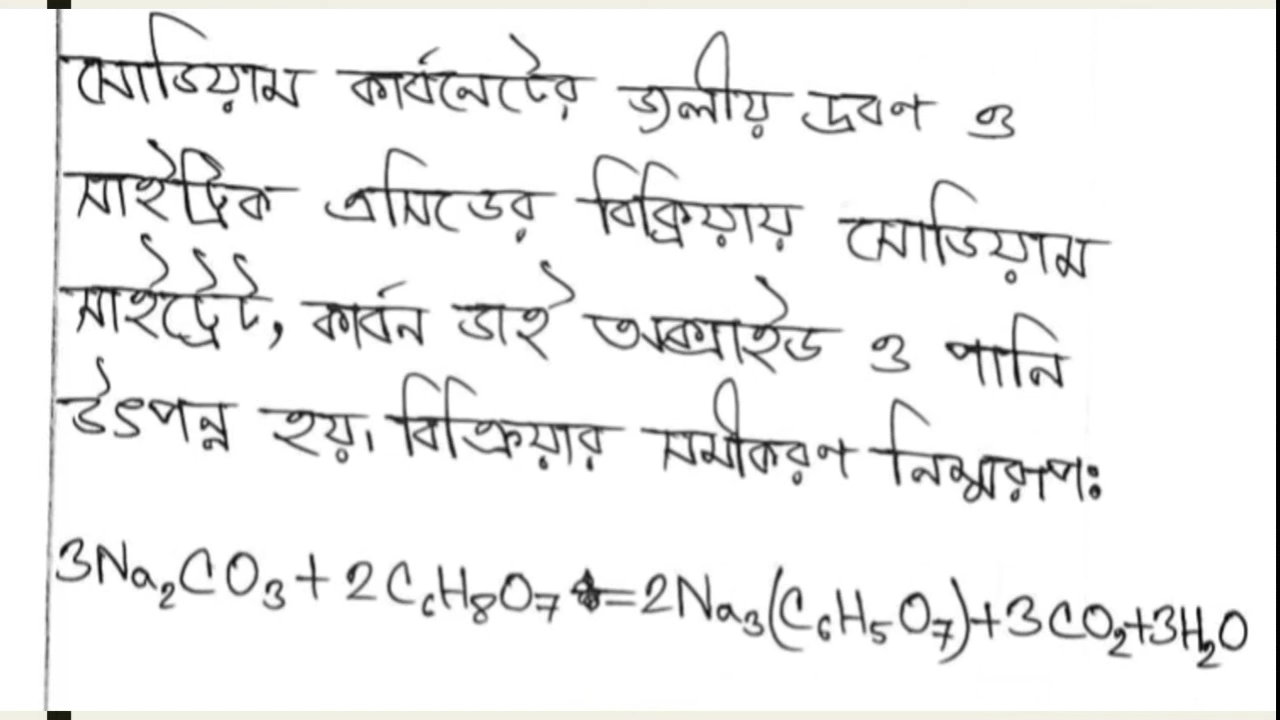 সোডিয়াম কার্বনেটের জলীয় দ্রবণ ও
সাইট্রিক এসিডের বিক্রিয়ায় সোডিয়াম
সাইট্রেট, কার্বন ডাই অক্সাইড ও পানি
উৎপন্ন হয়। বিক্রিয়ার সমীকরণ নিম্নরূপঃ
3Na₂CO₃ + 2C₆H₈O₇ = 2Na₃(C₆H₅O₇)+3CO₂+3H₂O